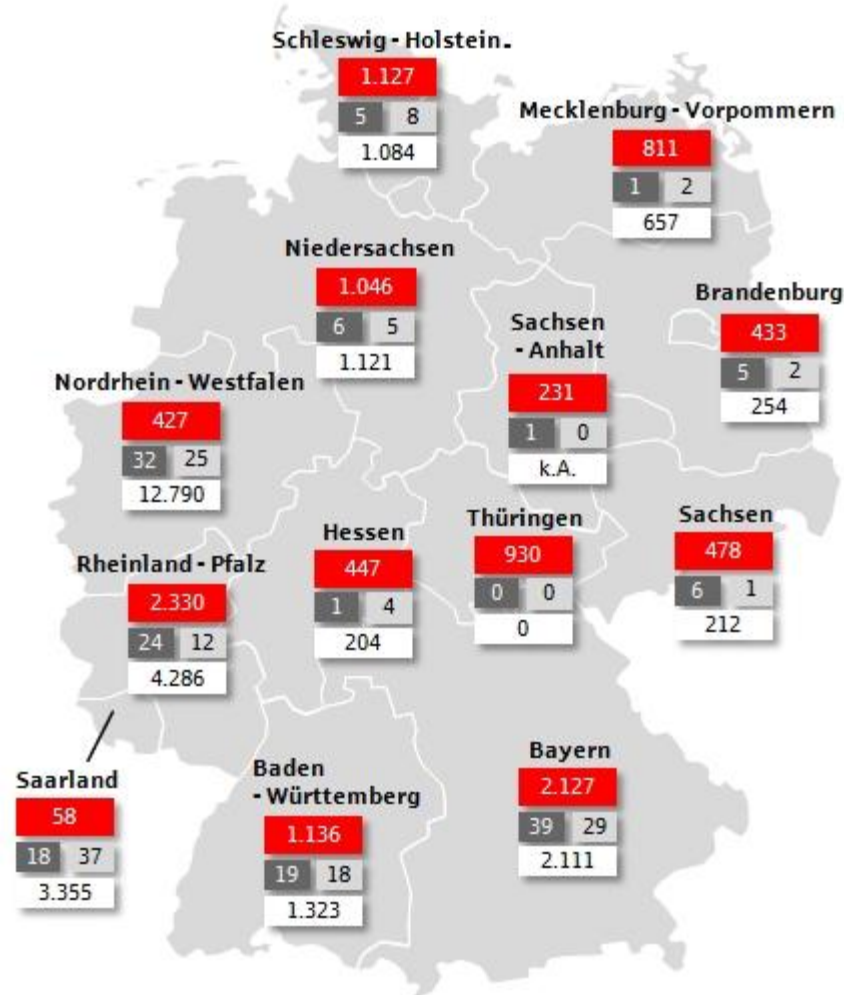 Schleswig - Holstein.
1.127
5 8
1.084
Mecklenburg - Vorpommern
811
1 2
657
Niedersachsen
1.046
6 5
1.121
Brandenburg
433
5 2
254
Sachsen
- Anhalt
231
1 0
k.A.
Nordrhein - Westfalen
427
32 25
12.790
Hessen
447
1 4
204
Thüringen
930
0 0
0
Sachsen
478
6 1
212
Rheinland - Pfalz
2.330
24 12
4.286
Saarland
58
18 37
3.355
Baden
- Württemberg
1.136
19 18
1.323
Bayern
2.127
39 29
2.111